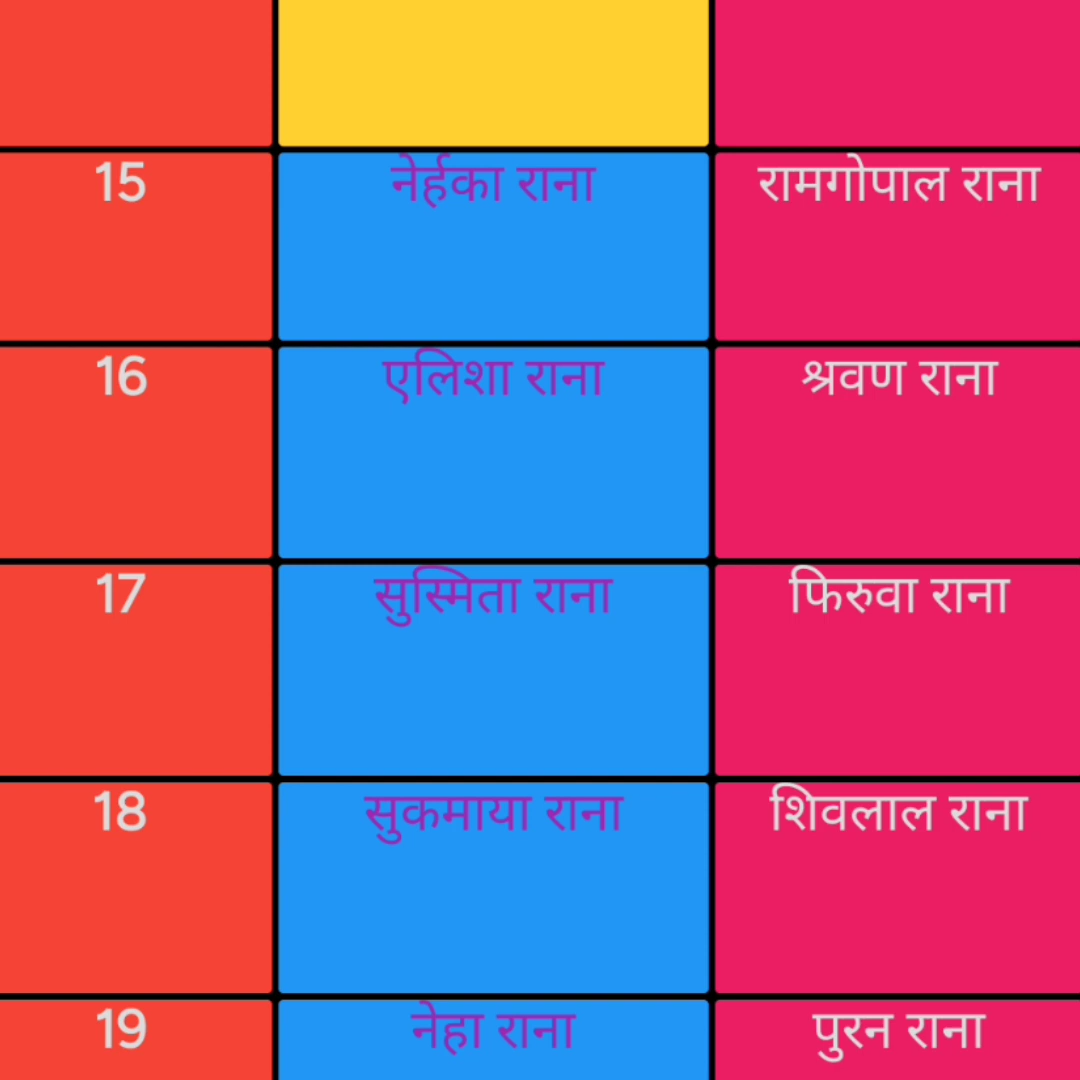 15 नेर्हका राना रामगोपाल राना
16 एलिशा राना श्रवण राना
17 सुस्मिता राना फिरुवा राना
18 सुकमाया राना शिवलाल राना
19 नेहा राना पुरन राना